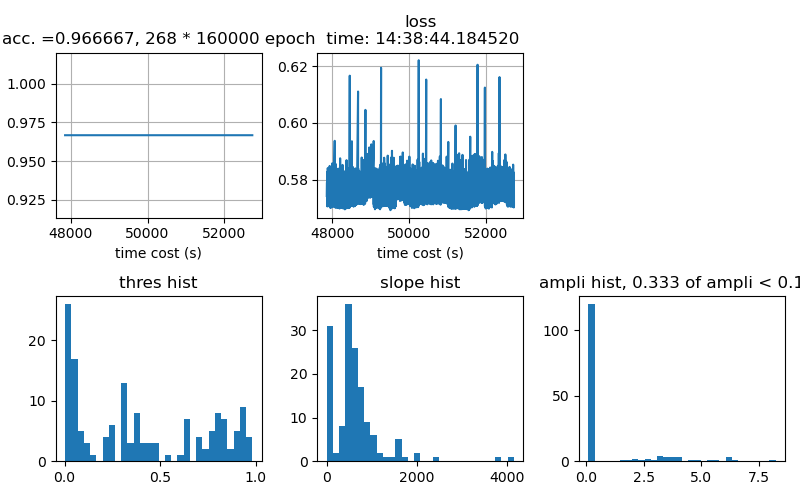 acc. =0.966667, 268 * 160000 epoch
loss
time: 14:38:44.184520
1.000
0.975
0.950
0.925
48000 50000 52000
time cost (s)
0.62
0.60
0.58
48000 50000 52000
time cost (s)
thres hist
20
10
0
0.0 0.5 1.0
slope hist
30
20
10
0
0 2000 4000
ampli hist, 0.333 of ampli < 0.1
100
50
0
0.0 2.5 5.0 7.5